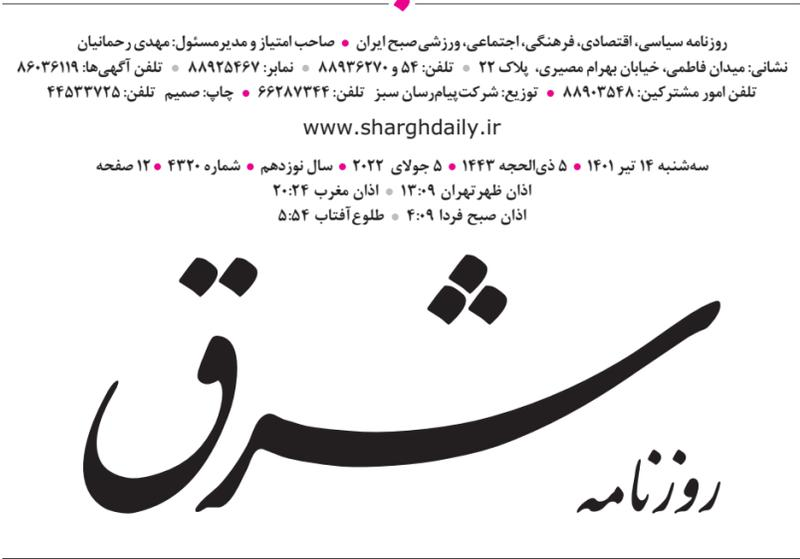 روزنامه سیاسی، اقتصادی، فرهنگی، اجتماعی، ورزشی صبح ایران • صاحب امتیاز و مدیرمسئول: مهدی رحمانیان
نشانی: میدان فاطمی، خیابان بهرام مصیری، پلاک ۲۲ • تلفن: ۵۴ و ۸۸۹۳۶۲۷۰ • نمابر: ۸۸۹۲۵۴۶۷ • تلفن آگهی‌ها: ۸۶۰۳۶۱۱۹
تلفن امور مشترکین: ۸۸۹۰۳۵۴۸ • توزیع: شرکت پیام‌رسان سبز تلفن: ۶۶۲۸۷۳۴۴ • چاپ: صمیم تلفن: ۴۴۵۳۳۷۲۵
www.sharghdaily.ir
سه‌شنبه ۱۴ تیر ۱۴۰۱ • ۵ ذی‌الحجه ۱۴۴۳ • ۵ جولای ۲۰۲۲ • سال نوزدهم • شماره ۴۳۲۰ • ۱۲ صفحه
اذان ظهر تهران ۱۳:۰۹ • اذان مغرب ۲۰:۲۴
اذان صبح فردا ۴:۰۹ • طلوع آفتاب ۵:۵۴
روزنامه
شرق